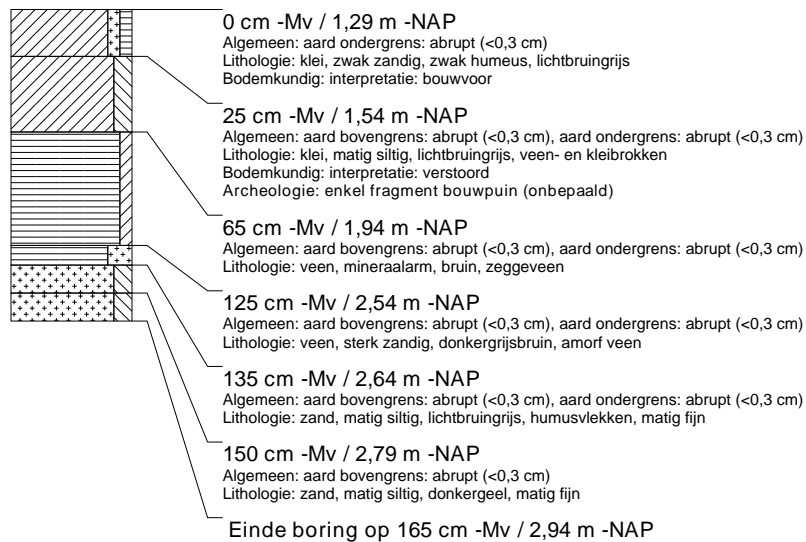 0 cm -Mv / 1,29 m -NAP
Algemeen: aard ondergrens: abrupt (<0,3 cm)
Lithologie: klei, zwak zandig, zwak humeus, lichtbruingrijs
Bodemkundig: interpretatie: bouwvoor
25 cm -Mv / 1,54 m -NAP
Algemeen: aard bovengrens: abrupt (<0,3 cm), aard ondergrens: abrupt (<0,3 cm)
Lithologie: klei, matig siltig, lichtbruingrijs, veen- en kleibrokken
Bodemkundig: interpretatie: verstoord
Archeologie: enkel fragment bouwpuin (onbepaald)
65 cm -Mv / 1,94 m -NAP
Algemeen: aard bovengrens: abrupt (<0,3 cm), aard ondergrens: abrupt (<0,3 cm)
Lithologie: veen, mineraalarm, bruin, zeggeveen
125 cm -Mv / 2,54 m -NAP
Algemeen: aard bovengrens: abrupt (<0,3 cm), aard ondergrens: abrupt (<0,3 cm)
Lithologie: veen, sterk zandig, donkergrijsbruin, amorf veen
135 cm -Mv / 2,64 m -NAP
Algemeen: aard bovengrens: abrupt (<0,3 cm), aard ondergrens: abrupt (<0,3 cm)
Lithologie: zand, matig siltig, lichtbruingrijs, humusvlekken, matig fijn
150 cm -Mv / 2,79 m -NAP
Algemeen: aard bovengrens: abrupt (<0,3 cm)
Lithologie: zand, matig siltig, donkergeel, matig fijn
Einde boring op 165 cm -Mv / 2,94 m -NAP